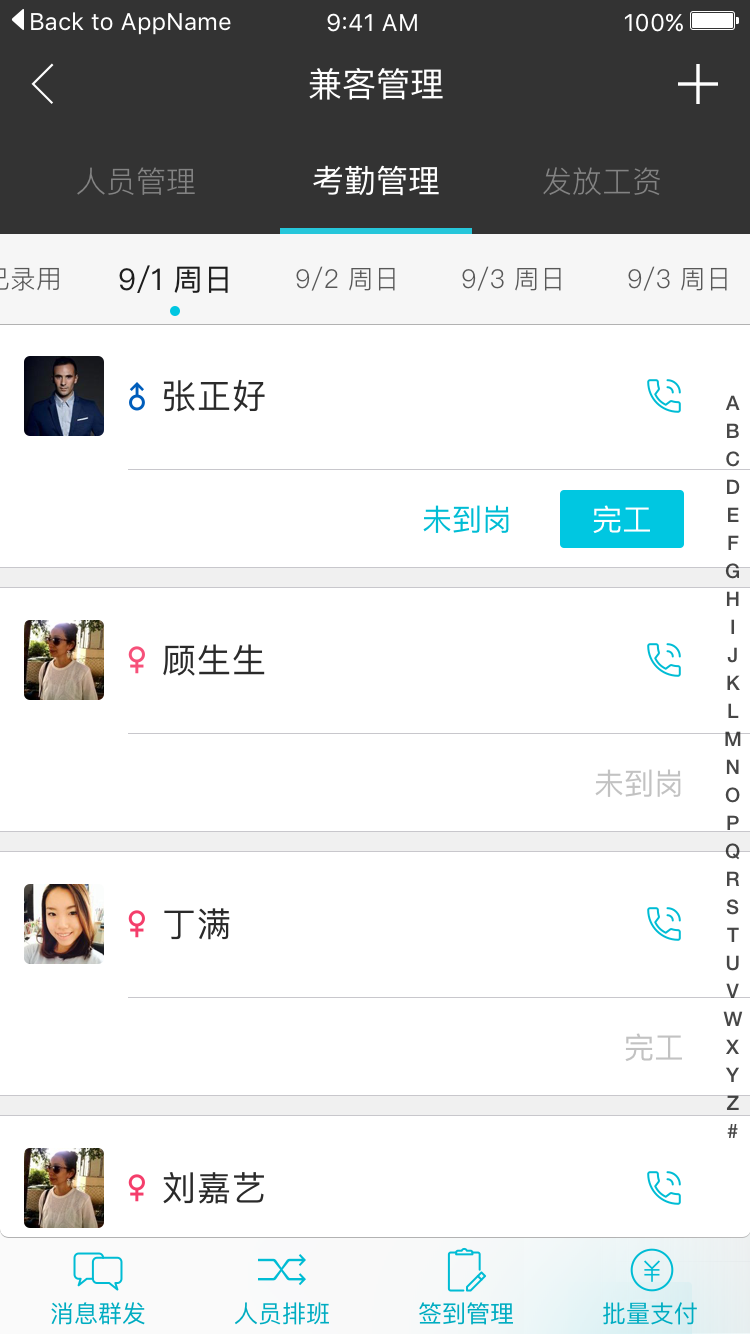 Back to AppName 9:41 AM 100%
兼客管理
人员管理 考勤管理 发放工资
记录用 9/1 周日 9/2 周日 9/3 周日 9/3 周日
张正好
未到岗 完工
顾生生
未到岗
丁满
完工
刘嘉艺
A
B
C
D
E
F
G
H
I
J
K
L
M
N
O
P
Q
R
S
T
U
V
W
X
Y
Z
#
消息群发 人员排班 签到管理 批量支付